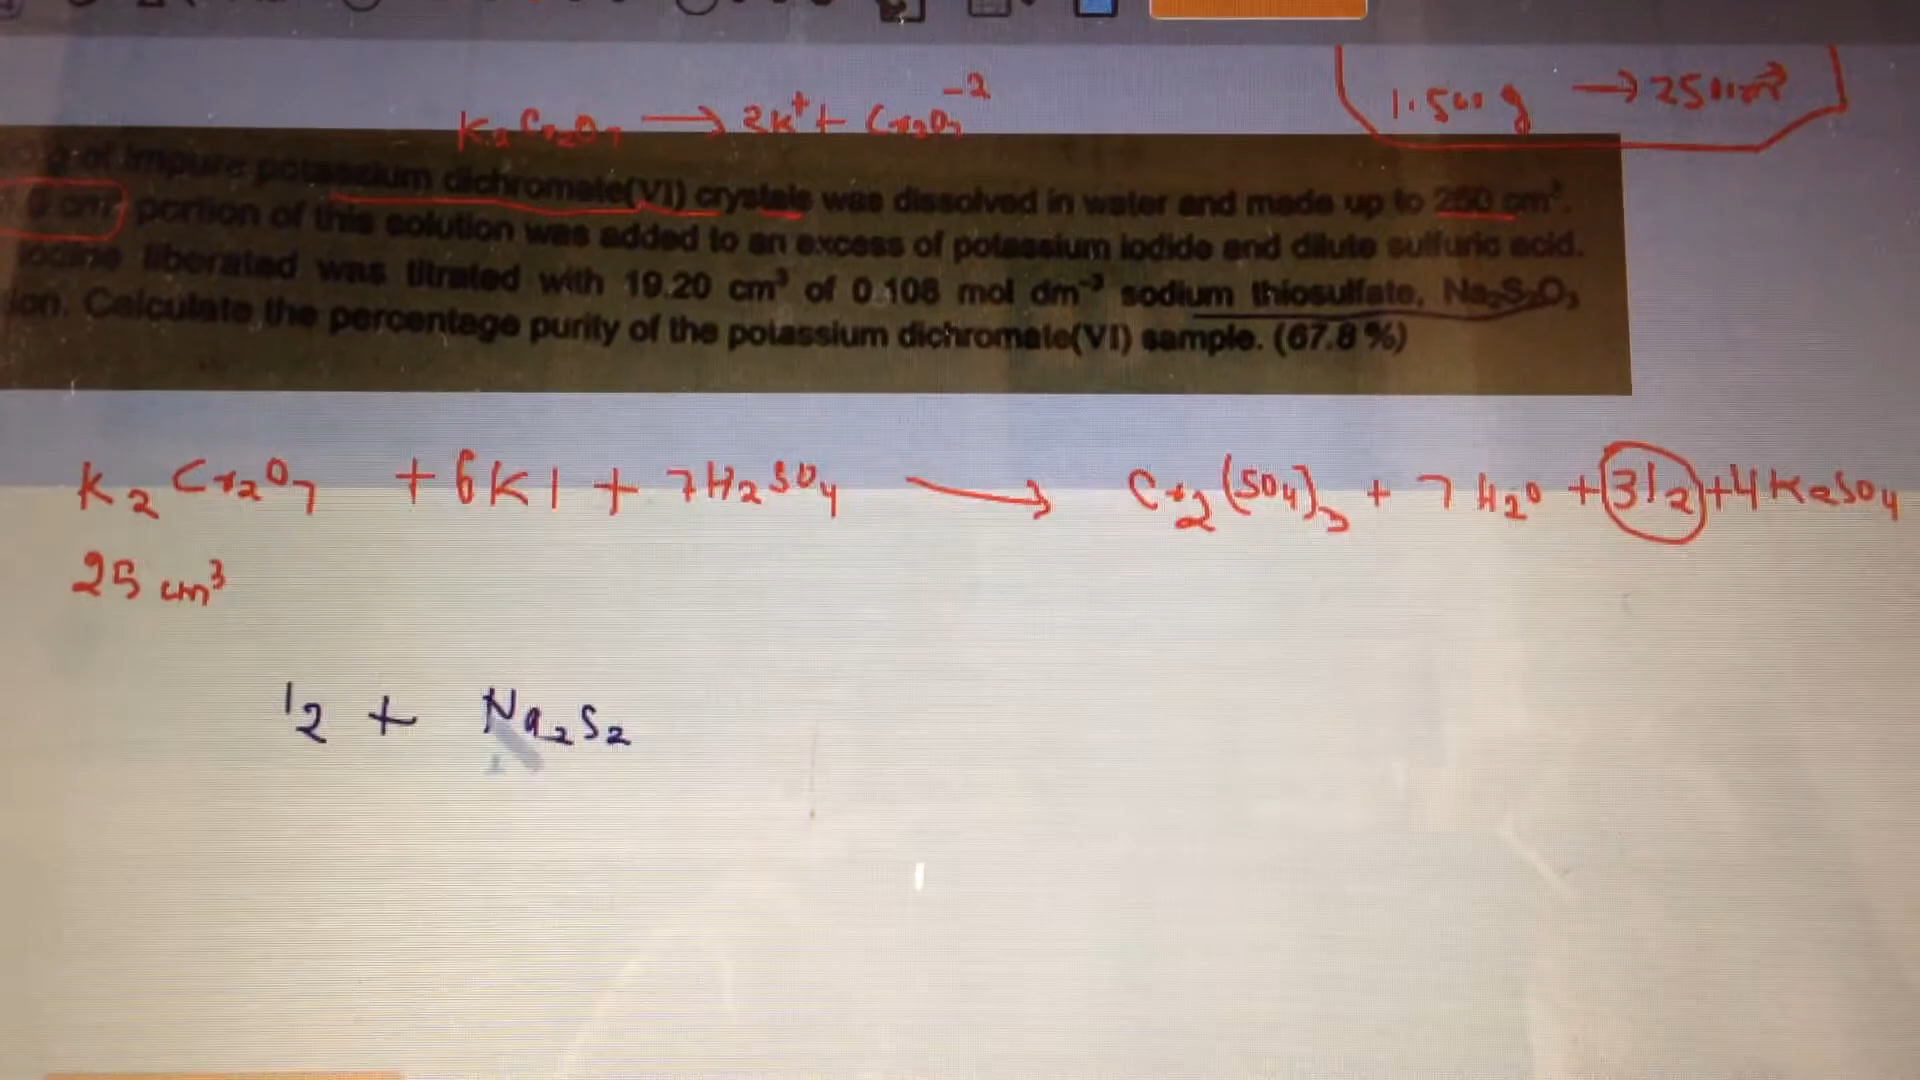 1.500 g → 250 cm³
K₂Cr₂O₇ → 2K⁺ + Cr₂O₇⁻²
g of impure potassium dichromate(VI) crystals was dissolved in water and made up to 250 cm³.
portion of this solution was added to an excess of potassium iodide and dilute sulfuric acid.
iodine liberated was titrated with 19.20 cm³ of 0.108 mol dm⁻³ sodium thiosulfate, Na₂S₂O₃
Calculate the percentage purity of the potassium dichromate(VI) sample. (67.8 %)
K₂Cr₂O₇ + 6KI + 7H₂SO₄ → Cr₂(SO₄)₃ + 7H₂O + 3I₂ + 4K₂SO₄
25 cm³
I₂ + Na₂S₂